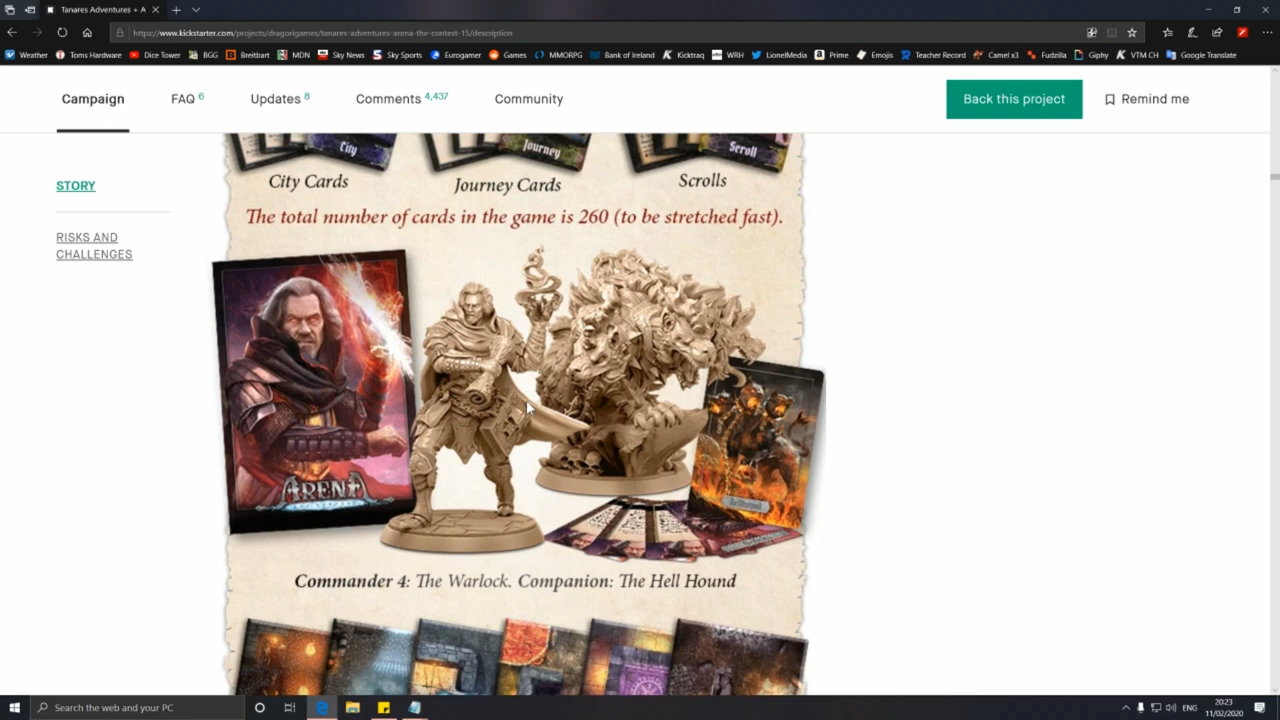 Tanares Adventures + A
https://www.kickstarter.com/projects/dragorigames/tanares-adventures-arena-the-contest-15/description
Weather Toms Hardware Dice Tower BGG Breitbart MDN Sky News Sky Sports Eurogamer Games MMORPG Bank of Ireland Kicktraq WRH LionelMedia Prime Emojis Teacher Record Camel x3 Fudzilla Giphy VTM CH Google Translate
Campaign FAQ 6 Updates 8 Comments 4,437 Community Back this project Remind me
City Journey Scroll
STORY
City Cards Journey Cards Scrolls
The total number of cards in the game is 260 (to be stretched fast).
RISKS AND
CHALLENGES
ARENA
Hellhound
Commander 4: The Warlock. Companion: The Hell Hound
Search the web and your PC
ENG
20:23
11/02/2020